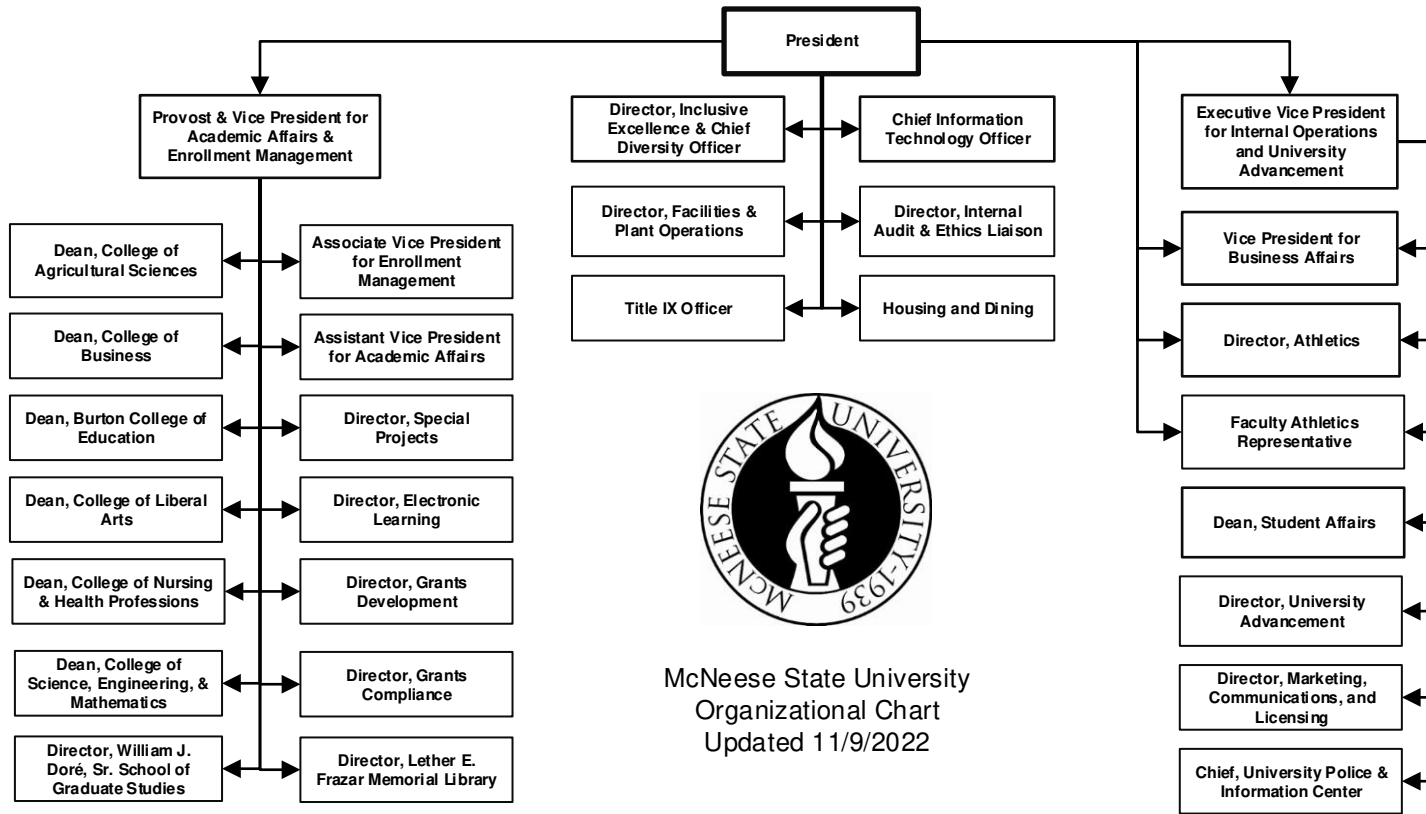 President
Provost & Vice President for
Academic Affairs &
Enrollment Management
Director, Inclusive
Excellence & Chief
Diversity Officer
Chief Information
Technology Officer
Executive Vice President
for Internal Operations
and University
Advancement
Director, Facilities &
Plant Operations
Director, Internal
Audit & Ethics Liaison
Title IX Officer
Housing and Dining
Dean, College of
Agricultural Sciences
Associate Vice President
for Enrollment
Management
Dean, College of
Business
Assistant Vice President
for Academic Affairs
Dean, Burton College of
Education
Director, Special
Projects
Dean, College of Liberal
Arts
Director, Electronic
Learning
Dean, College of Nursing
& Health Professions
Director, Grants
Development
Dean, College of
Science, Engineering, &
Mathematics
Director, Grants
Compliance
Director, William J.
Doré, Sr. School of
Graduate Studies
Director, Lether E.
Frazar Memorial Library
Vice President for
Business Affairs
Director, Athletics
Faculty Athletics
Representative
Dean, Student Affairs
Director, University
Advancement
Director, Marketing,
Communications, and
Licensing
Chief, University Police &
Information Center
MCNEESE STATE UNIVERSITY-1939
McNeese State University
Organizational Chart
Updated 11/9/2022